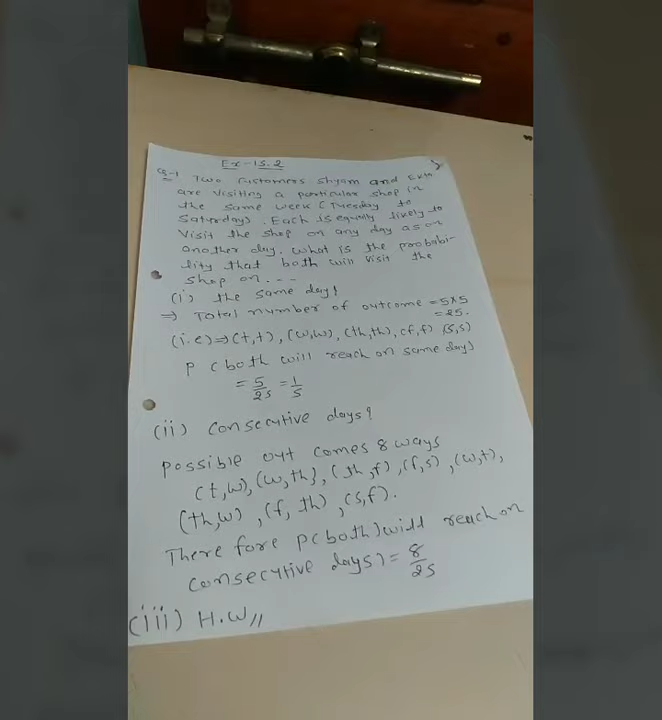 Ex-15.2
Q-1 Two customers Shyam and Ekta
are visiting a particular shop in
the same week (Tuesday to
Saturday). Each is equally likely to
visit the shop on any day as on
another day. What is the probabi-
lity that both will visit the
shop on. --
(i) the same day?
⇒ Total number of outcome = 5×5
= 25.
(i.e) ⇒ (t,t), (w,w), (th,th), (f,f) (s,s)
P (both will reach on same day)
= 5/25 = 1/5
(ii) consecutive days?
possible out comes 8 ways
(t,w), (w,th), (th,f), (f,s), (w,t),
(th,w), (f,th), (s,f).
There fore P(both) will reach on
consecutive days) = 8/25
(iii) H.W//